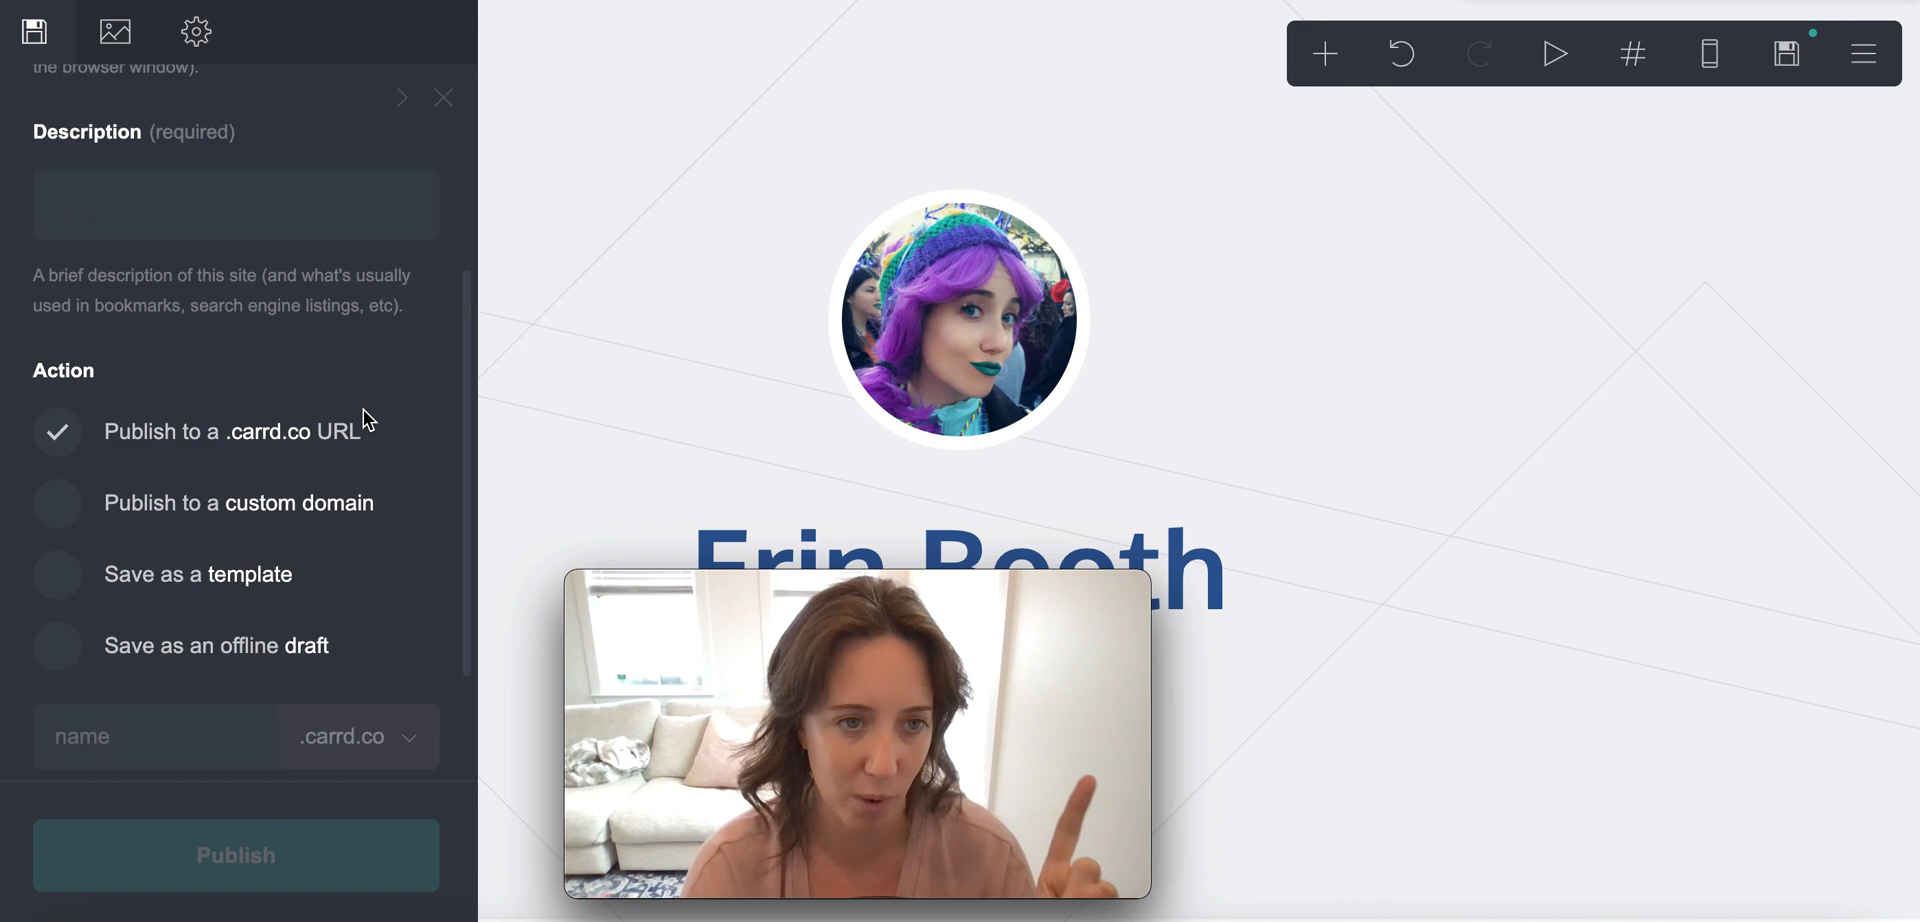 the browser window).
Description (required)
A brief description of this site (and what's usually
used in bookmarks, search engine listings, etc).
Action
Publish to a .carrd.co URL
Publish to a custom domain
Save as a template
Save as an offline draft
name
.carrd.co
Publish
Erin Booth